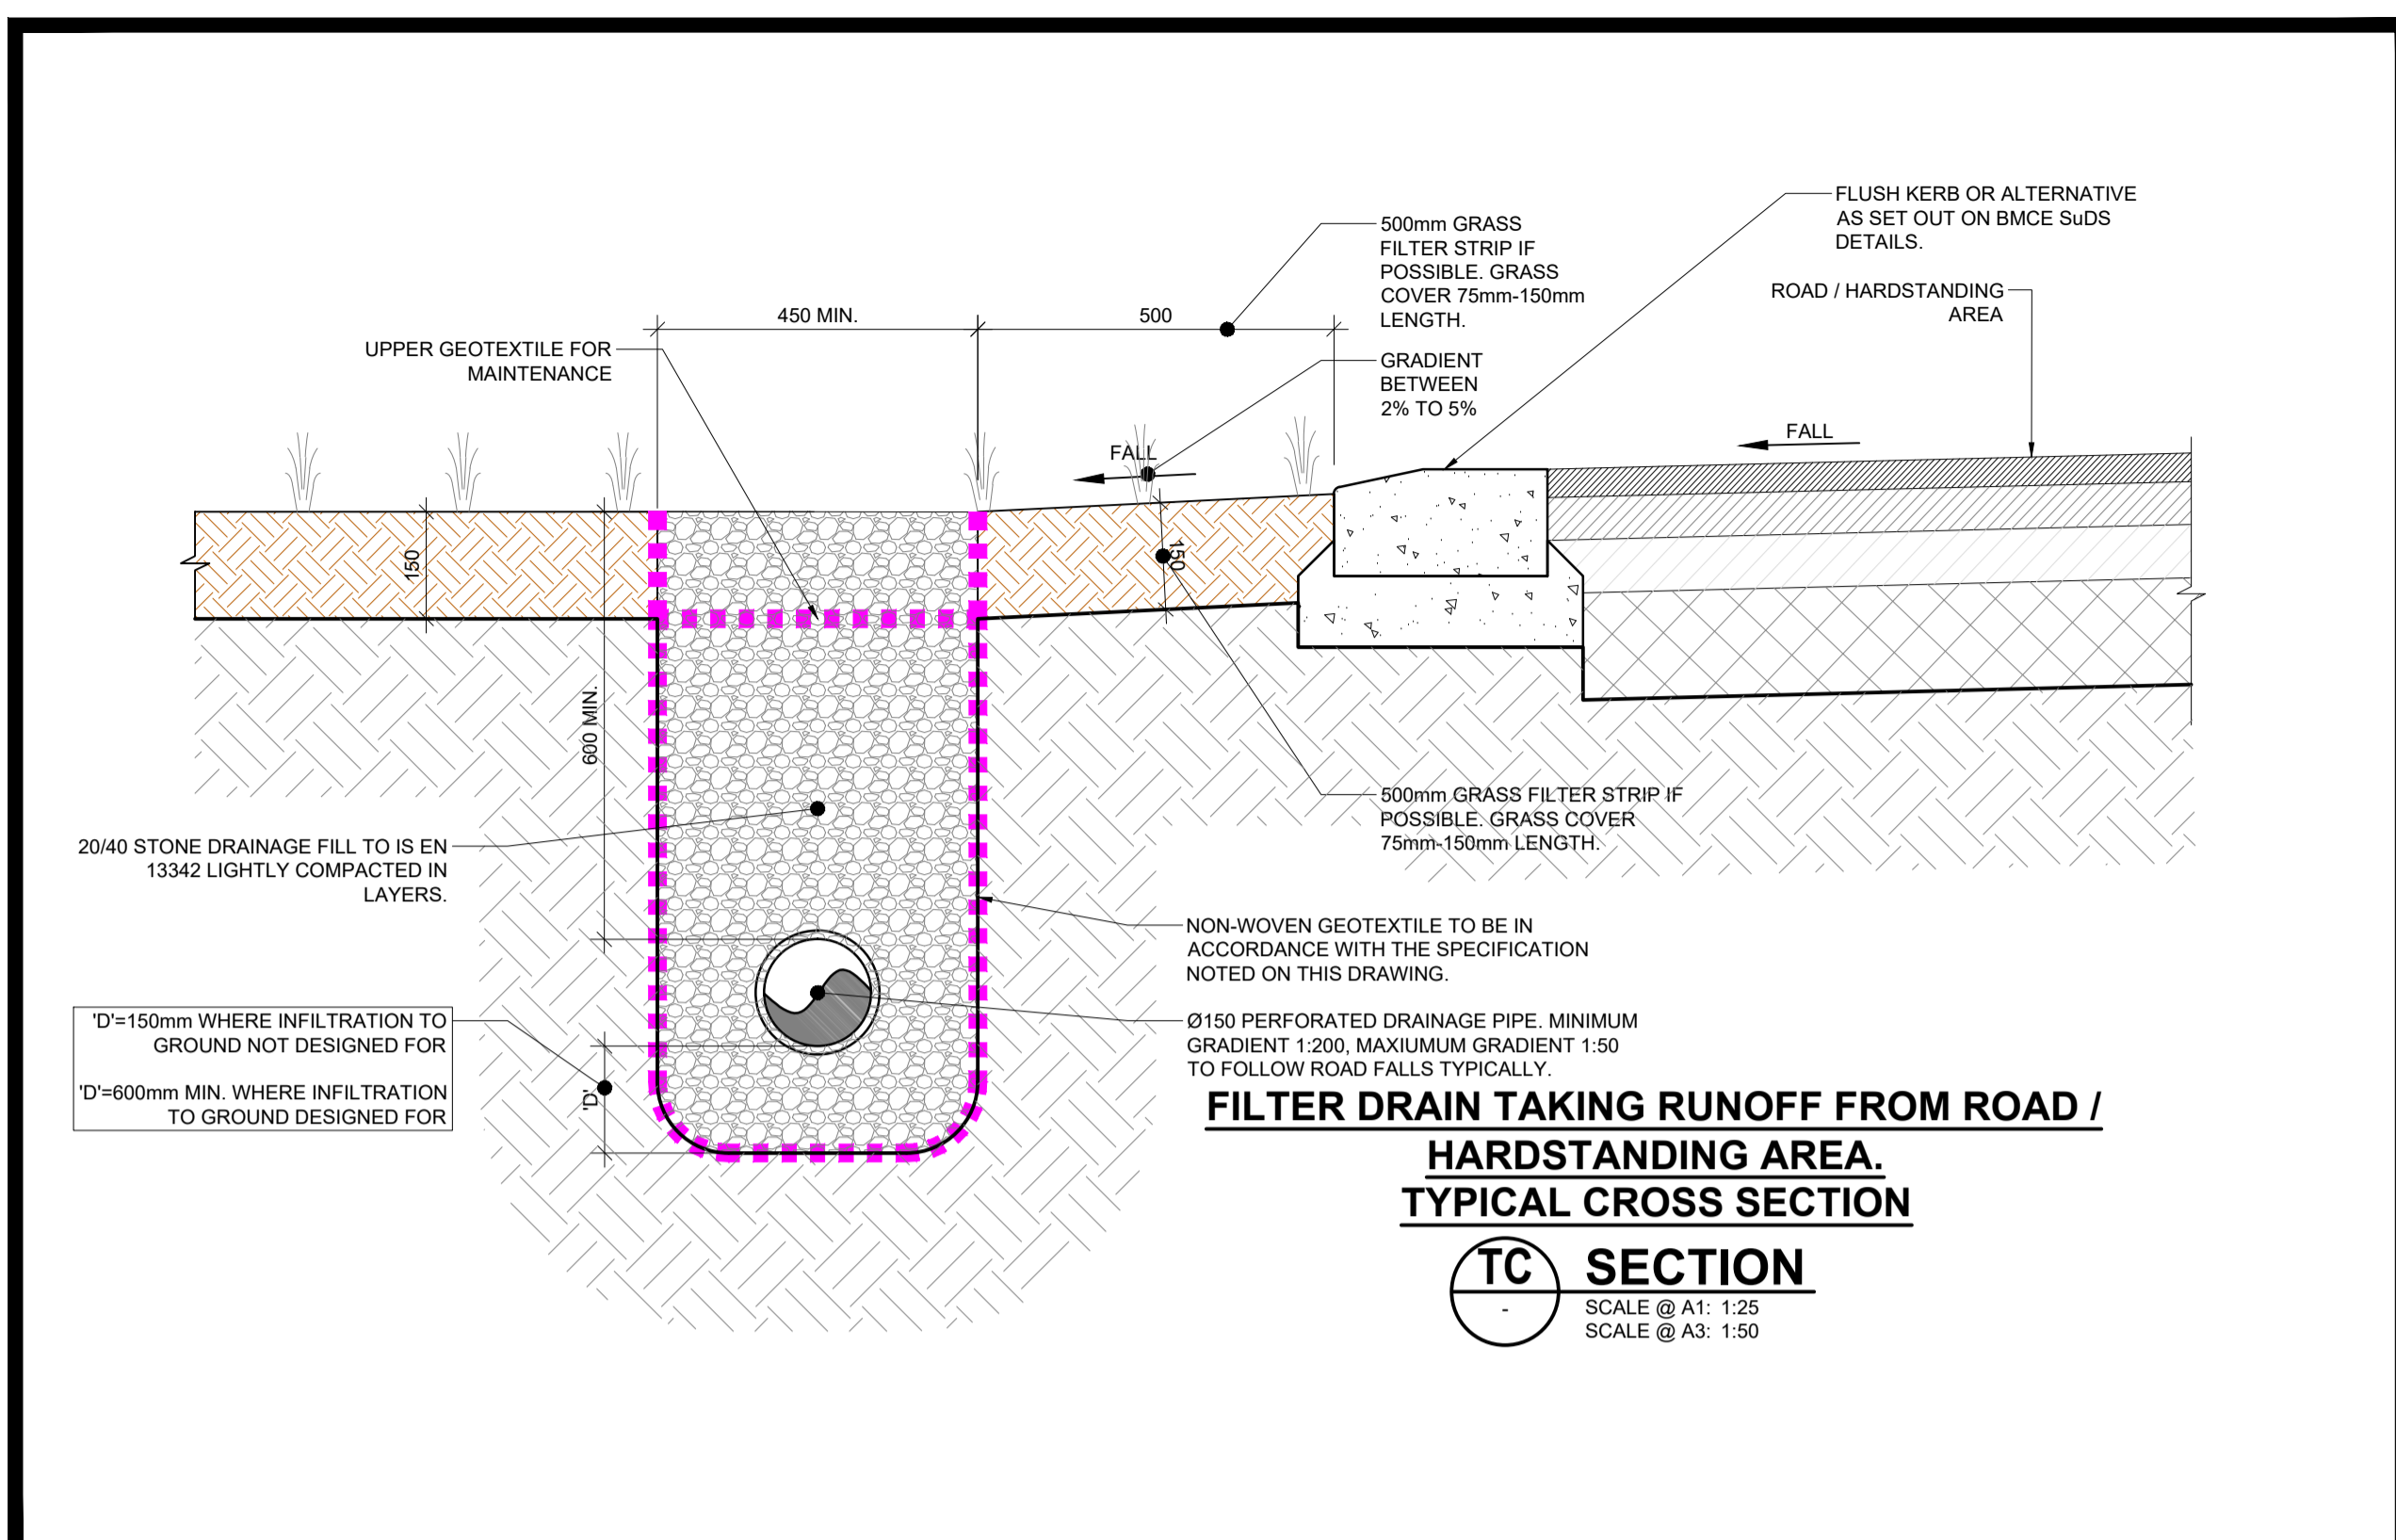 FLUSH KERB OR ALTERNATIVE
AS SET OUT ON BMCE SuDS
DETAILS.
500mm GRASS
FILTER STRIP IF
POSSIBLE. GRASS
COVER 75mm-150mm
LENGTH.
ROAD / HARDSTANDING
AREA
450 MIN.
500
UPPER GEOTEXTILE FOR
MAINTENANCE
GRADIENT
BETWEEN
2% TO 5%
FALL
FALL
150
150
600 MIN.
500mm GRASS FILTER STRIP IF
POSSIBLE. GRASS COVER
75mm-150mm LENGTH.
20/40 STONE DRAINAGE FILL TO IS EN
13342 LIGHTLY COMPACTED IN
LAYERS.
NON-WOVEN GEOTEXTILE TO BE IN
ACCORDANCE WITH THE SPECIFICATION
NOTED ON THIS DRAWING.
'D'=150mm WHERE INFILTRATION TO
GROUND NOT DESIGNED FOR
'D'=600mm MIN. WHERE INFILTRATION
TO GROUND DESIGNED FOR
'D'
Ø150 PERFORATED DRAINAGE PIPE. MINIMUM
GRADIENT 1:200, MAXIUMUM GRADIENT 1:50
TO FOLLOW ROAD FALLS TYPICALLY.
FILTER DRAIN TAKING RUNOFF FROM ROAD /
HARDSTANDING AREA.
TYPICAL CROSS SECTION
TC
-
SECTION
SCALE @ A1: 1:25
SCALE @ A3: 1:50